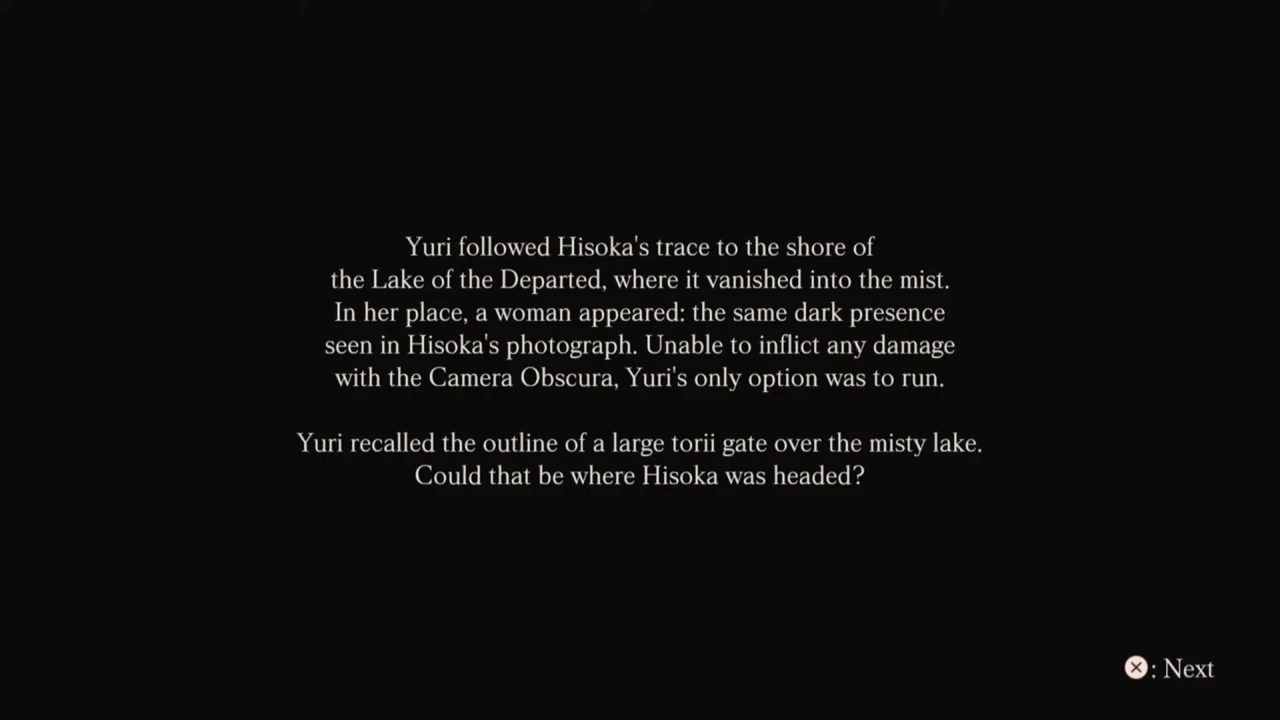 Yuri followed Hisoka's trace to the shore of
the Lake of the Departed, where it vanished into the mist.
In her place, a woman appeared: the same dark presence
seen in Hisoka's photograph. Unable to inflict any damage
with the Camera Obscura, Yuri's only option was to run.
Yuri recalled the outline of a large torii gate over the misty lake.
Could that be where Hisoka was headed?
ⓧ: Next